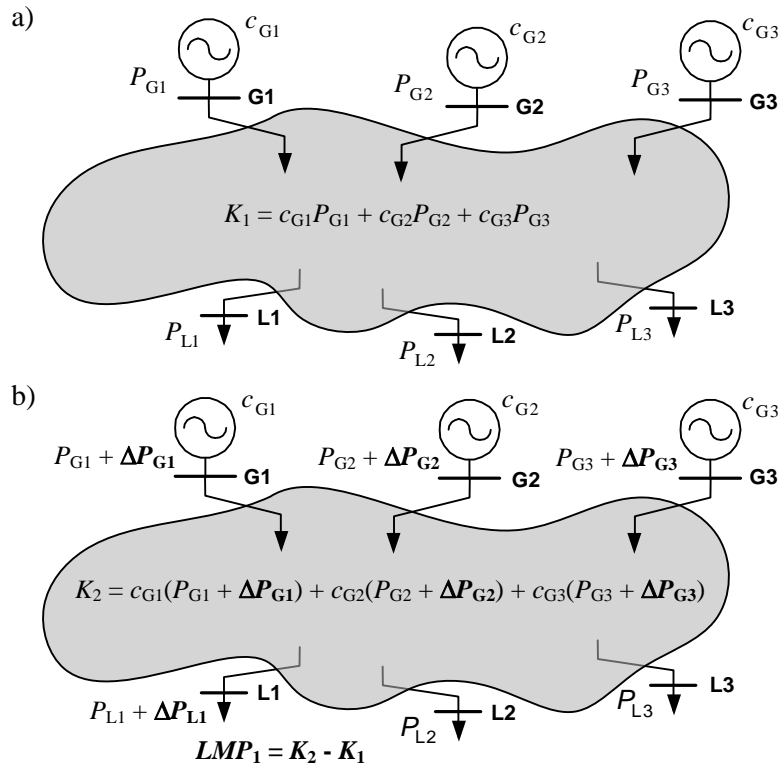 a)
c_G1
c_G2
c_G3
P_G1
P_G2
P_G3
G1
G2
G3
K_1 = c_G1P_G1 + c_G2P_G2 + c_G3P_G3
L1
L2
L3
P_L1
P_L2
P_L3
b)
c_G1
c_G2
c_G3
P_G1 + ΔP_G1
P_G2 + ΔP_G2
P_G3 + ΔP_G3
G1
G2
G3
K_2 = c_G1(P_G1 + ΔP_G1) + c_G2(P_G2 + ΔP_G2) + c_G3(P_G3 + ΔP_G3)
L1
L2
L3
P_L1 + ΔP_L1
P_L2
P_L3
LMP_1 = K_2 - K_1